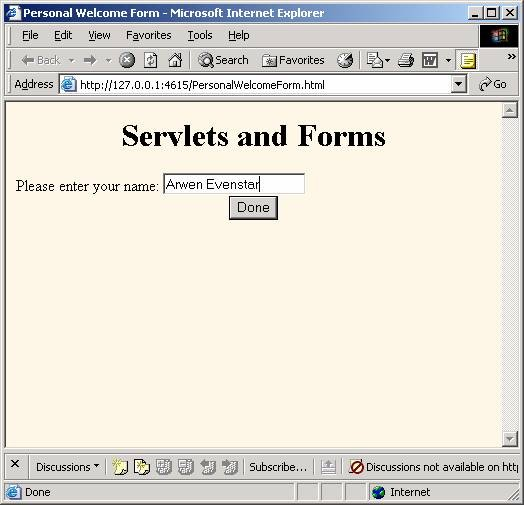 Personal Welcome Form - Microsoft Internet Explorer
File Edit View Favorites Tools Help
Back Search Favorites
Address http://127.0.0.1:4615/PersonalWelcomeForm.html Go
Servlets and Forms
Please enter your name: Arwen Evenstar
Done
Discussions Subscribe... Discussions not available on http
Done Internet